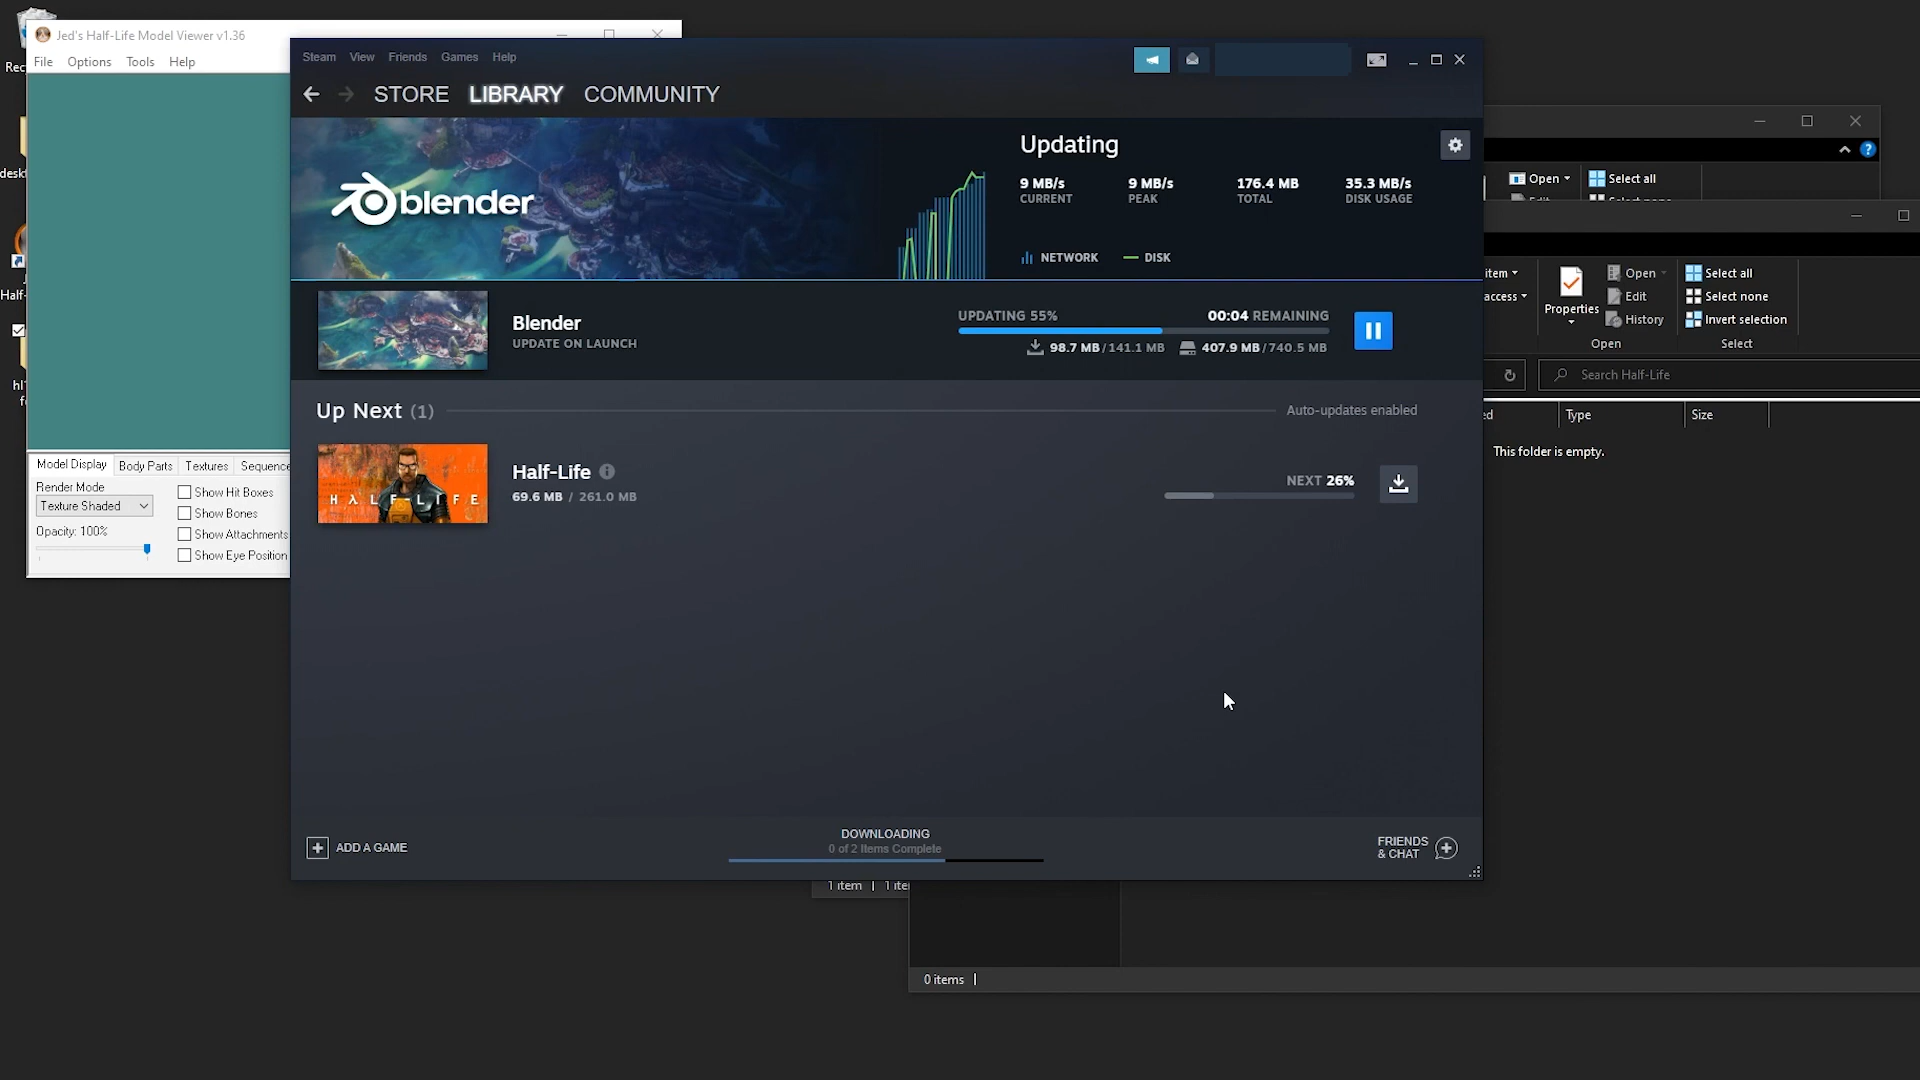 Jed's Half-Life Model Viewer v1.36
File Options Tools Help
Steam View Friends Games Help
STORE LIBRARY COMMUNITY
blender
Updating
9 MB/s 9 MB/s 176.4 MB 35.3 MB/s
CURRENT PEAK TOTAL DISK USAGE
NETWORK DISK
Blender
UPDATE ON LAUNCH
UPDATING 55% 00:04 REMAINING
98.7 MB / 141.1 MB 407.9 MB / 740.5 MB
Up Next (1) Auto-updates enabled
HALF-LIFE
Half-Life
69.6 MB / 261.0 MB
NEXT 26%
ADD A GAME
DOWNLOADING
0 of 2 Items Complete
FRIENDS
& CHAT
Model Display Body Parts Textures Sequence
Render Mode
Texture Shaded
Opacity: 100%
Show Hit Boxes
Show Bones
Show Attachments
Show Eye Position
Open Select all
Open Select all
Edit Select none
History Invert selection
Properties
Open Select
Search Half-Life
Type Size
This folder is empty.
1 item
0 items